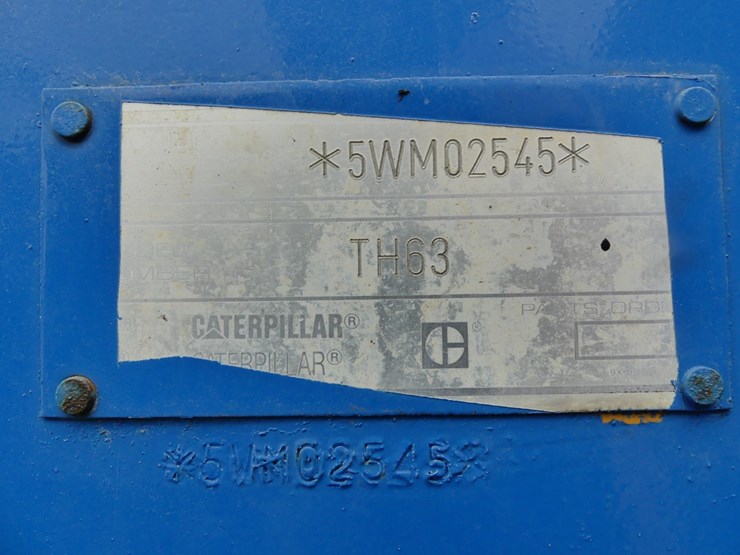 *5WM02545*
TH63
CATERPILLAR®
CATERPILLAR®
®
*5WM02545*